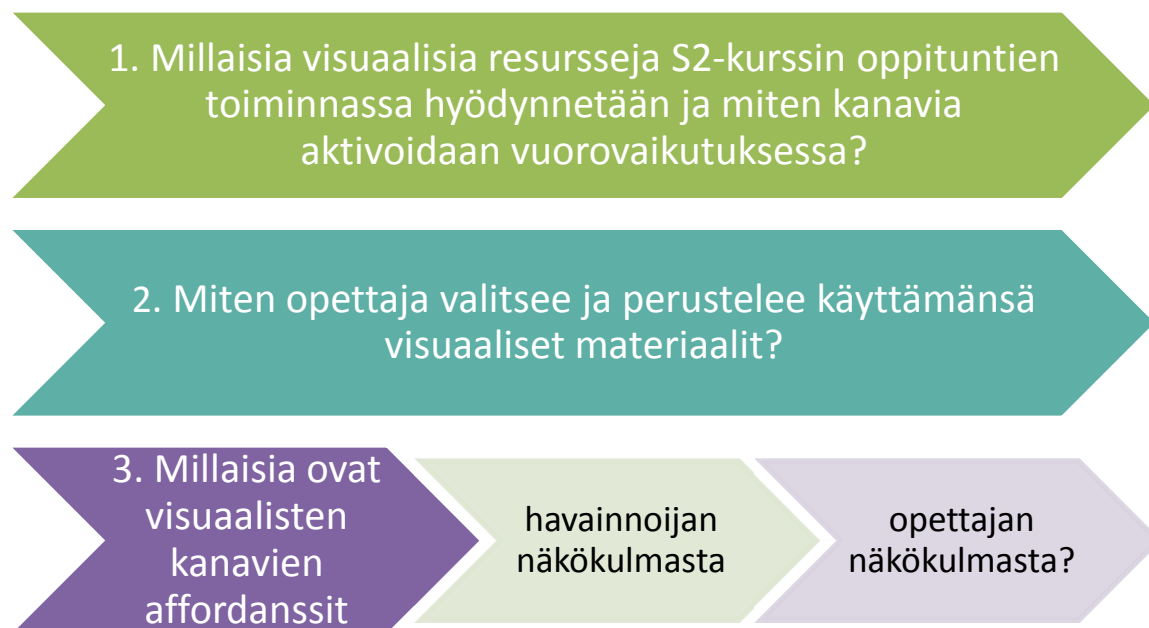 1. Millaisia visuaalisia resursseja S2-kurssin oppituntien
toiminnassa hyödynnetään ja miten kanavia
aktivoidaan vuorovaikutuksessa?
2. Miten opettaja valitsee ja perustelee käyttämänsä
visuaaliset materiaalit?
3. Millaisia ovat
visuaalisten
kanavien
affordanssit
havainnoijan
näkökulmasta
opettajan
näkökulmasta?